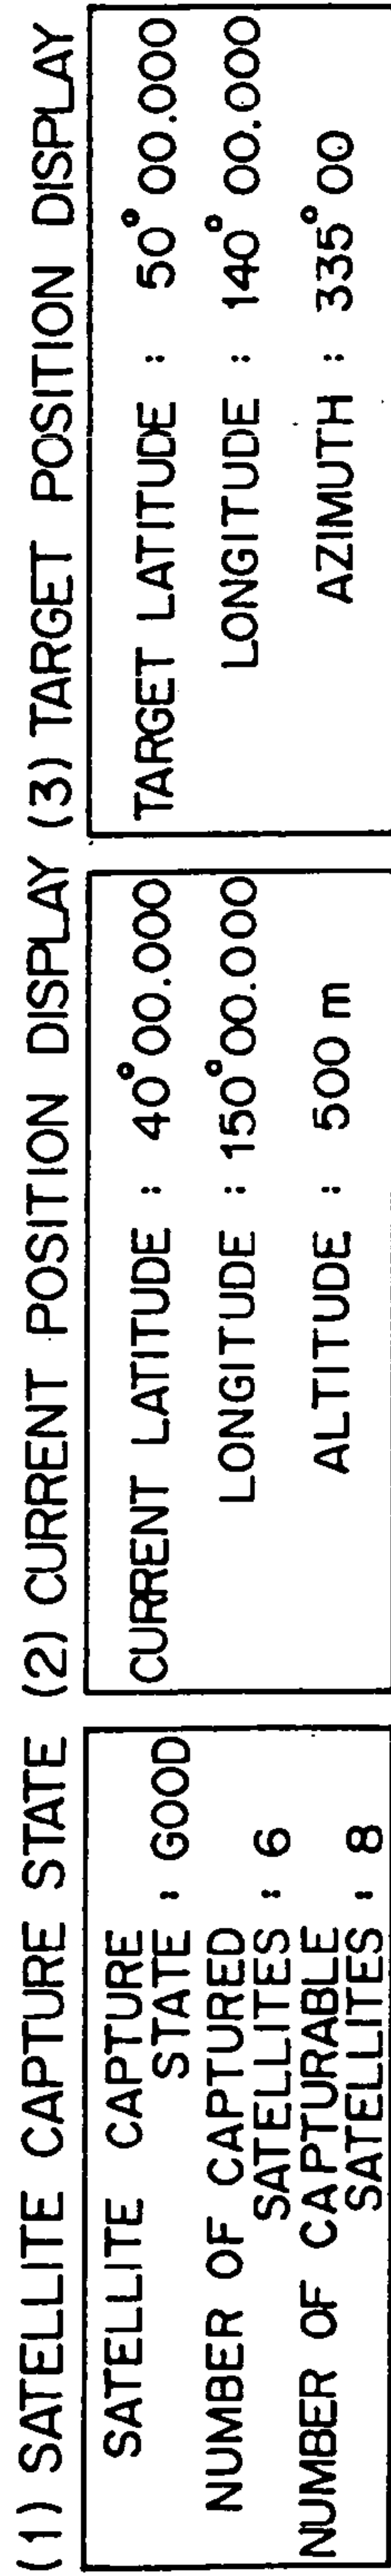 (1) SATELLITE CAPTURE STATE
SATELLITE CAPTURE
STATE : GOOD
NUMBER OF CAPTURED
SATELLITES : 6
NUMBER OF CAPTURABLE
SATELLITES : 8
(2) CURRENT POSITION DISPLAY
CURRENT LATITUDE : 40°00.000
LONGITUDE : 150°00.000
ALTITUDE : 500 m
(3) TARGET POSITION DISPLAY
TARGET LATITUDE : 50°00.000
LONGITUDE : 140°00.000
AZIMUTH : 335°00